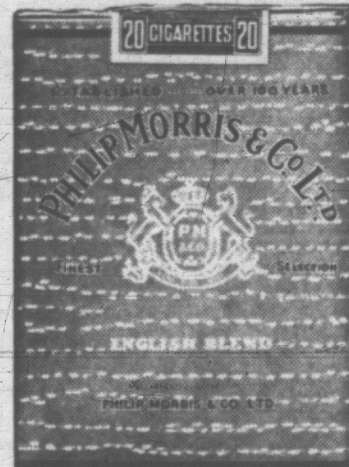 20 CIGARETTES 20
ESTABLISHED OVER 100 YEARS
PHILIP MORRIS & CO. LTD
PM
FINEST SELECTION
ENGLISH BLEND
PHILIP MORRIS & CO. LTD.